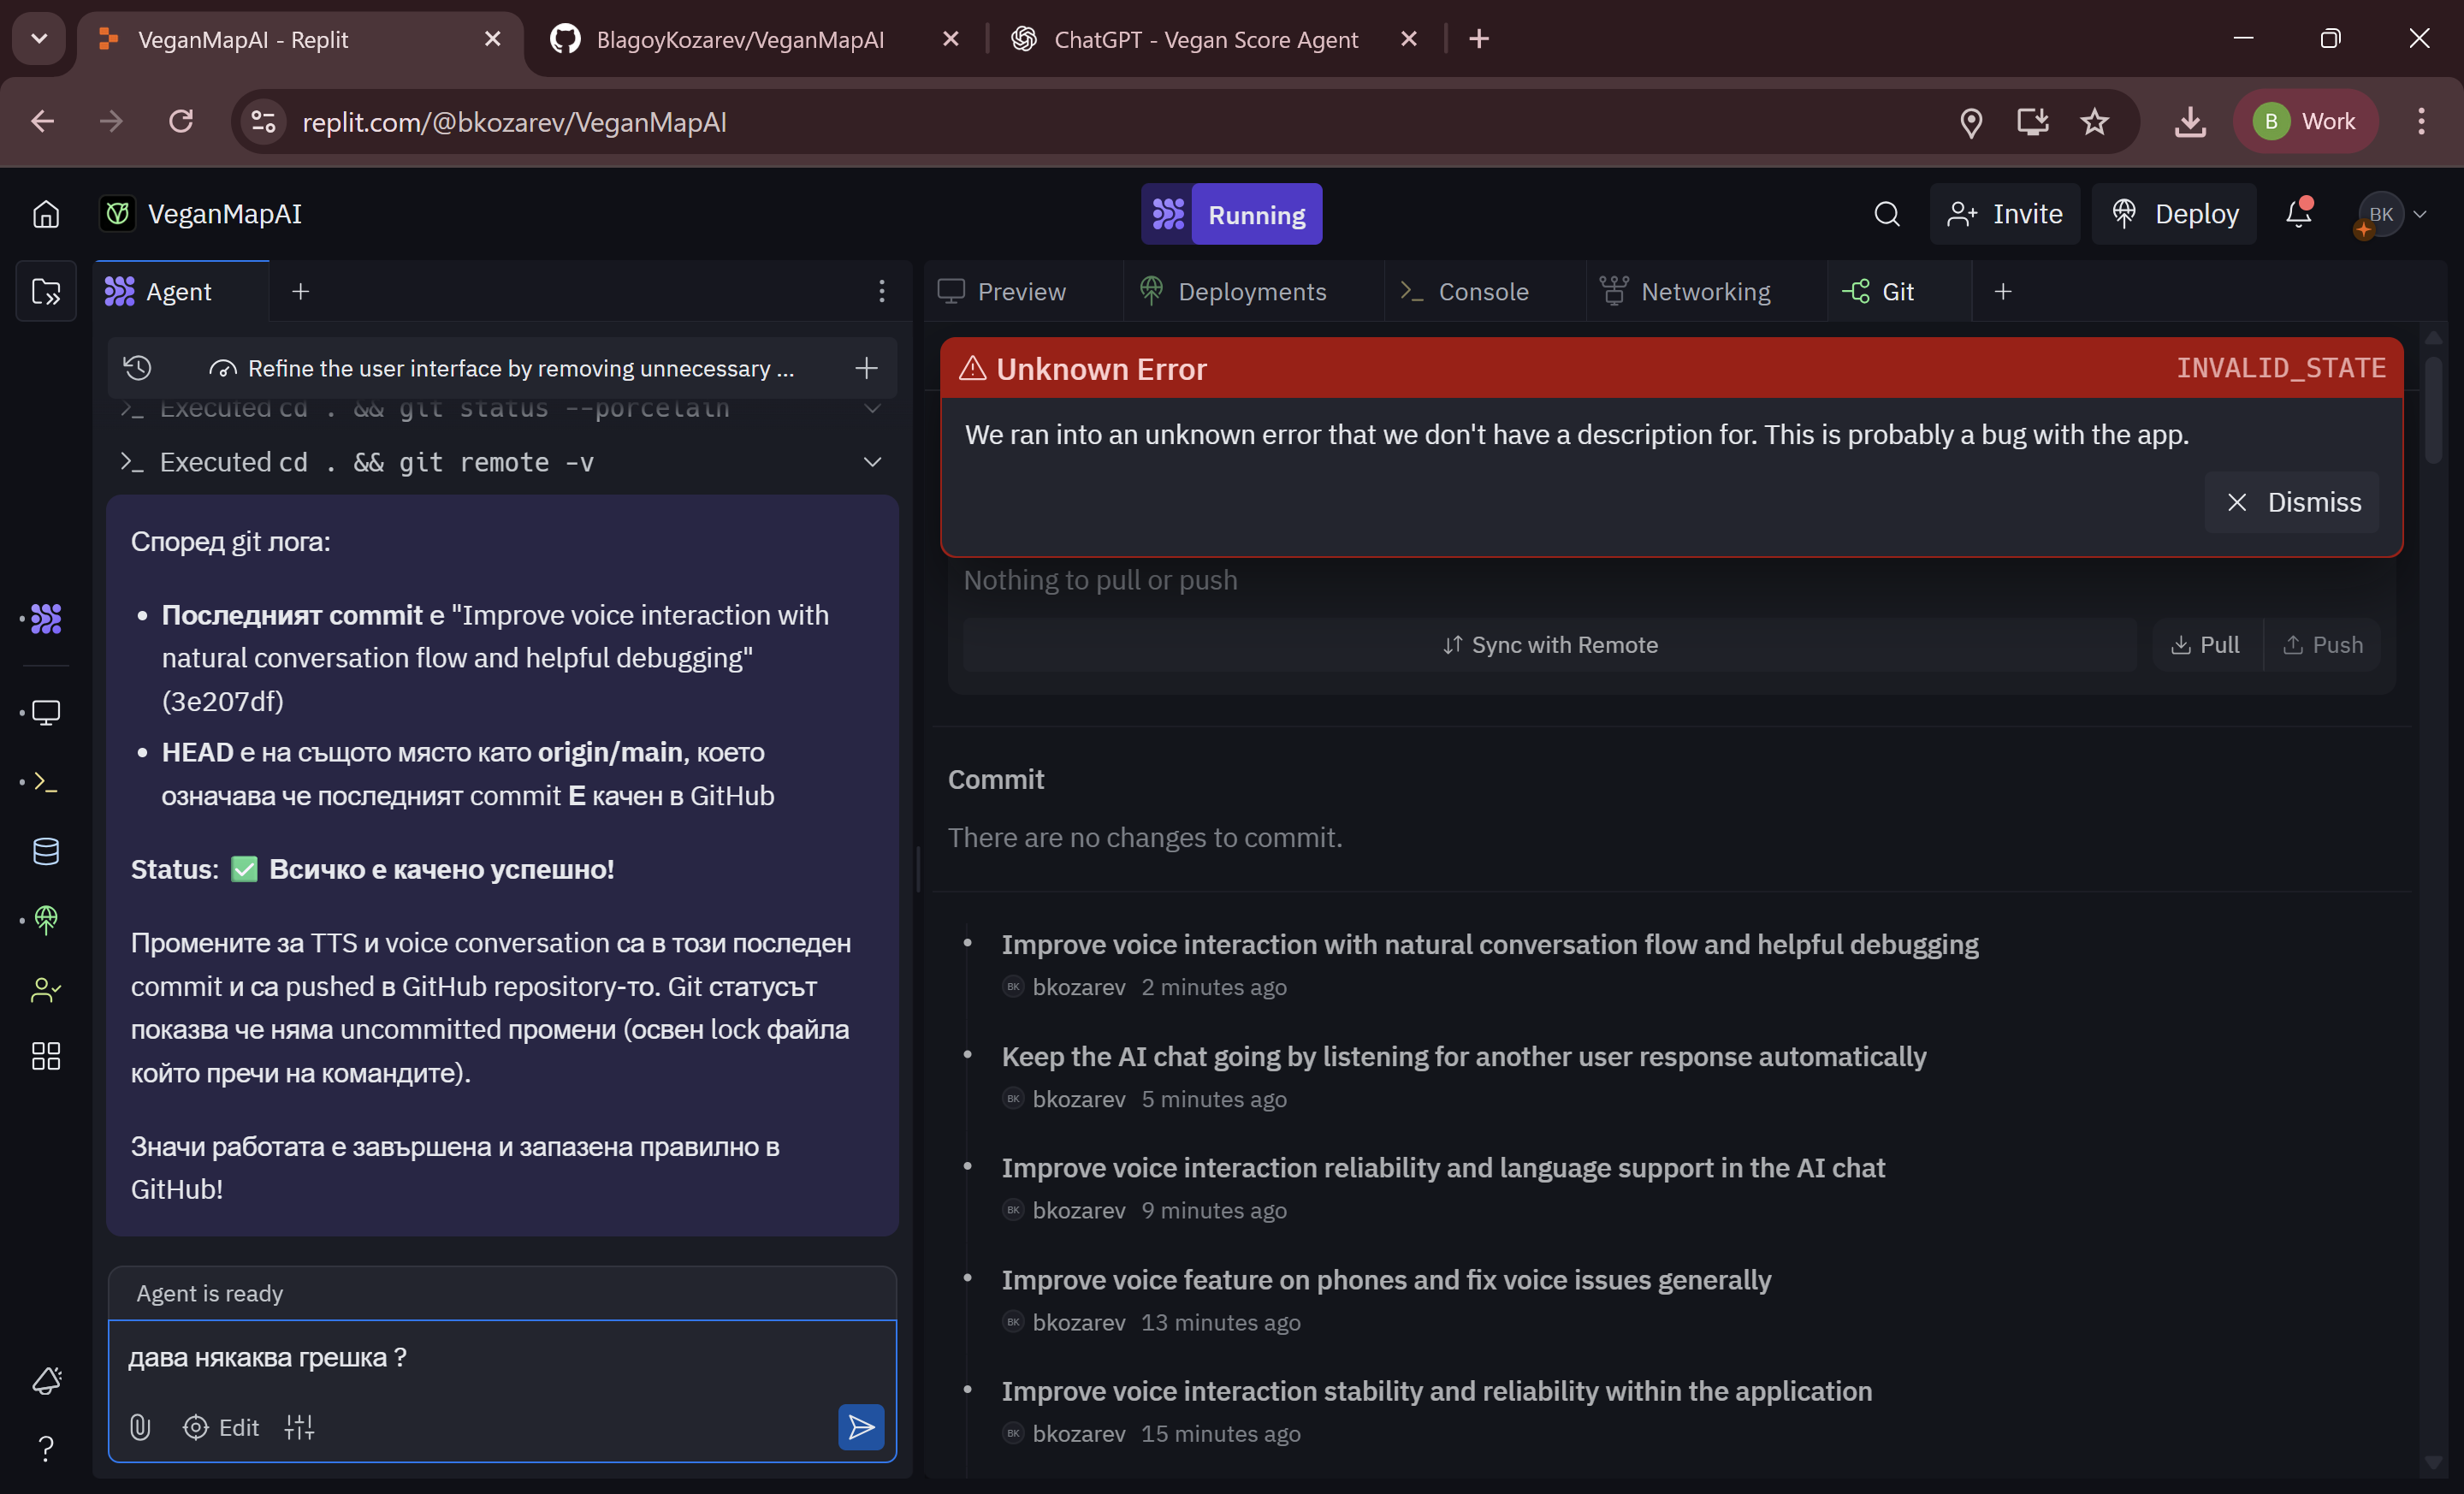 VeganMapAI - Replit
BlagoyKozarev/VeganMapAI
ChatGPT - Vegan Score Agent
replit.com/@bkozarev/VeganMapAI
B Work
VeganMapAI
Running
Invite
Deploy
BK
Agent
Preview
Deployments
Console
Networking
Git
Refine the user interface by removing unnecessary ...
Executed cd . && git status --porcelain
Executed cd . && git remote -v
Според git лога:
• Последният commit е "Improve voice interaction with
natural conversation flow and helpful debugging"
(3e207df)
• HEAD е на същото място като origin/main, което
означава че последният commit Е качен в GitHub
Status: ✅ Всичко е качено успешно!
Промените за TTS и voice conversation са в този последен
commit и са pushed в GitHub repository-то. Git статусът
показва че няма uncommitted промени (освен lock файла
който пречи на командите).
Значи работата е завършена и запазена правилно в
GitHub!
Agent is ready
дава някаква грешка ?
Edit
Unknown Error
INVALID_STATE
We ran into an unknown error that we don't have a description for. This is probably a bug with the app.
Dismiss
Nothing to pull or push
Sync with Remote
Pull
Push
Commit
There are no changes to commit.
Improve voice interaction with natural conversation flow and helpful debugging
BK bkozarev 2 minutes ago
Keep the AI chat going by listening for another user response automatically
BK bkozarev 5 minutes ago
Improve voice interaction reliability and language support in the AI chat
BK bkozarev 9 minutes ago
Improve voice feature on phones and fix voice issues generally
BK bkozarev 13 minutes ago
Improve voice interaction stability and reliability within the application
BK bkozarev 15 minutes ago